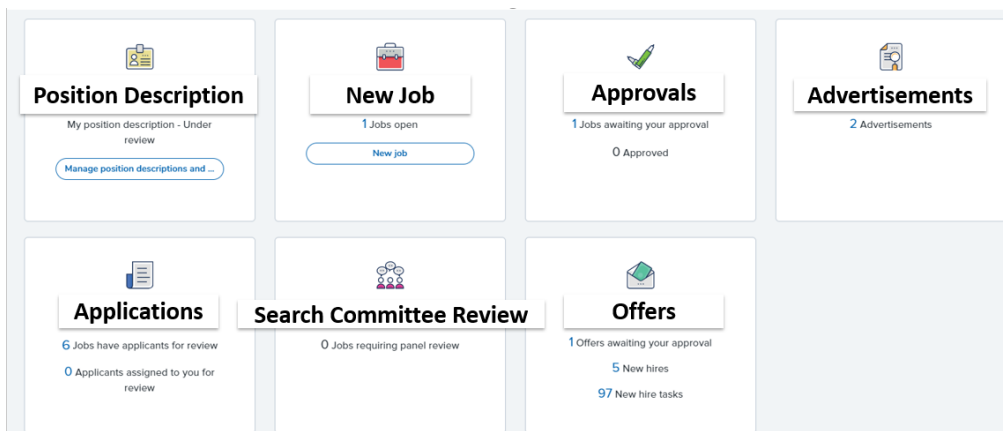 Position Description
My position description - Under
review
Manage position descriptions and ...
New Job
1 Jobs open
New job
Approvals
1 Jobs awaiting your approval
0 Approved
Advertisements
2 Advertisements
Applications
6 Jobs have applicants for review
0 Applicants assigned to you for
review
Search Committee Review
0 Jobs requiring panel review
Offers
1 Offers awaiting your approval
5 New hires
97 New hire tasks